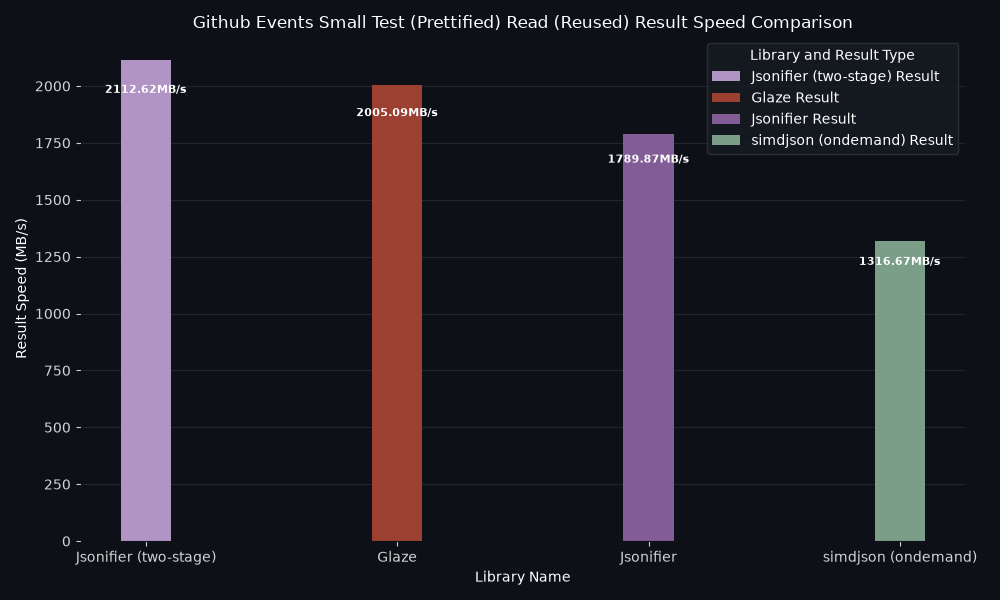 Github Events Small Test (Prettified) Read (Reused) Result Speed Comparison
Library and Result Type
Jsonifier (two-stage) Result
Glaze Result
Jsonifier Result
simdjson (ondemand) Result
2112.62MB/s
2005.09MB/s
1789.87MB/s
1316.67MB/s
Result Speed (MB/s)
2000
1750
1500
1250
1000
750
500
250
0
Jsonifier (two-stage)
Glaze
Jsonifier
simdjson (ondemand)
Library Name